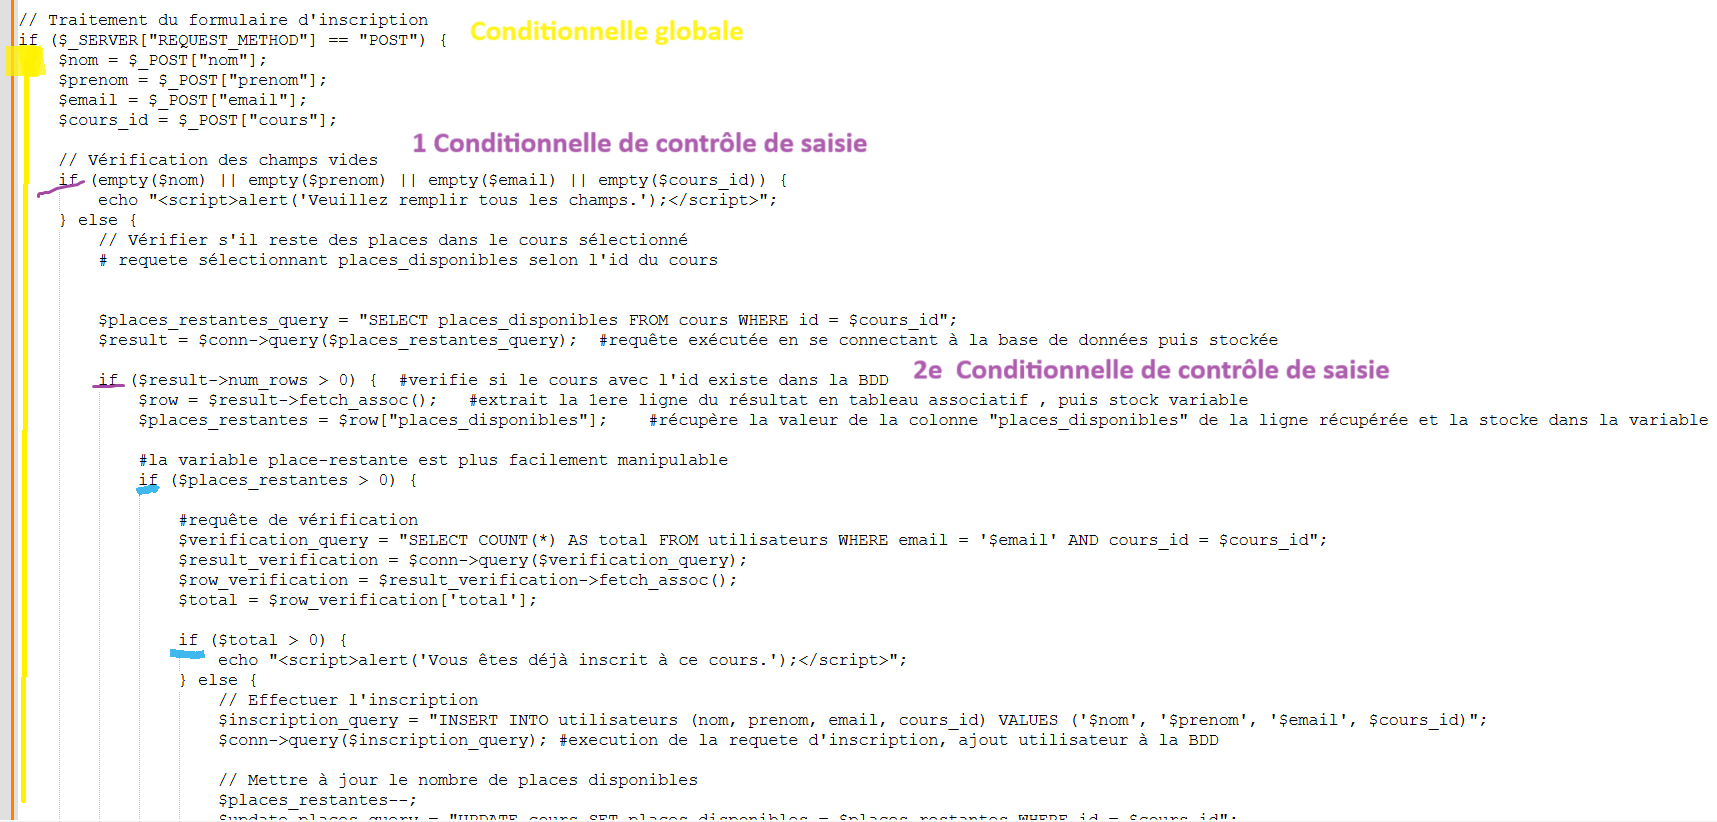 // Traitement du formulaire d'inscription
if ($_SERVER["REQUEST_METHOD"] == "POST") { Conditionnelle globale
$nom = $_POST["nom"];
$prenom = $_POST["prenom"];
$email = $_POST["email"];
$cours_id = $_POST["cours"];
1 Conditionnelle de contrôle de saisie
// Vérification des champs vides
if (empty($nom) || empty($prenom) || empty($email) || empty($cours_id)) {
echo "<script>alert('Veuillez remplir tous les champs.');</script>";
} else {
// Vérifier s'il reste des places dans le cours sélectionné
# requete sélectionnant places_disponibles selon l'id du cours
$places_restantes_query = "SELECT places_disponibles FROM cours WHERE id = $cours_id";
$result = $conn->query($places_restantes_query); #requête exécutée en se connectant à la base de données puis stockée
if ($result->num_rows > 0) { #verifie si le cours avec l'id existe dans la BDD 2e Conditionnelle de contrôle de saisie
$row = $result->fetch_assoc(); #extrait la 1ere ligne du résultat en tableau associatif , puis stock variable
$places_restantes = $row["places_disponibles"]; #récupère la valeur de la colonne "places_disponibles" de la ligne récupérée et la stocke dans la variable
#la variable place-restante est plus facilement manipulable
if ($places_restantes > 0) {
#requête de vérification
$verification_query = "SELECT COUNT(*) AS total FROM utilisateurs WHERE email = '$email' AND cours_id = $cours_id";
$result_verification = $conn->query($verification_query);
$row_verification = $result_verification->fetch_assoc();
$total = $row_verification['total'];
if ($total > 0) {
echo "<script>alert('Vous êtes déjà inscrit à ce cours.');</script>";
} else {
// Effectuer l'inscription
$inscription_query = "INSERT INTO utilisateurs (nom, prenom, email, cours_id) VALUES ('$nom', '$prenom', '$email', $cours_id)";
$conn->query($inscription_query); #execution de la requete d'inscription, ajout utilisateur à la BDD
// Mettre à jour le nombre de places disponibles
$places_restantes--;
$update_places_query = "UPDATE cours SET places_disponibles = $places_restantes WHERE id = $cours_id";